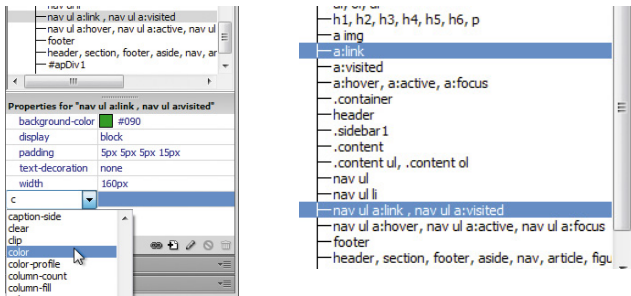 nav ul li
nav ul a:link , nav ul a:visited
nav ul a:hover, nav ul a:active, nav ul
footer
header, section, footer, aside, nav, ar
#apDiv1
Properties for "nav ul a:link , nav ul a:visited"
background-color #090
display block
padding 5px 5px 5px 15px
text-decoration none
width 160px
c
caption-side
clear
clip
color
color-profile
column-count
column-fill
h1, h2, h3, h4, h5, h6, p
a img
a:link
a:visited
a:hover, a:active, a:focus
.container
header
.sidebar1
.content
.content ul, .content ol
nav ul
nav ul li
nav ul a:link , nav ul a:visited
nav ul a:hover, nav ul a:active, nav ul a:focus
footer
header, section, footer, aside, nav, article, figu